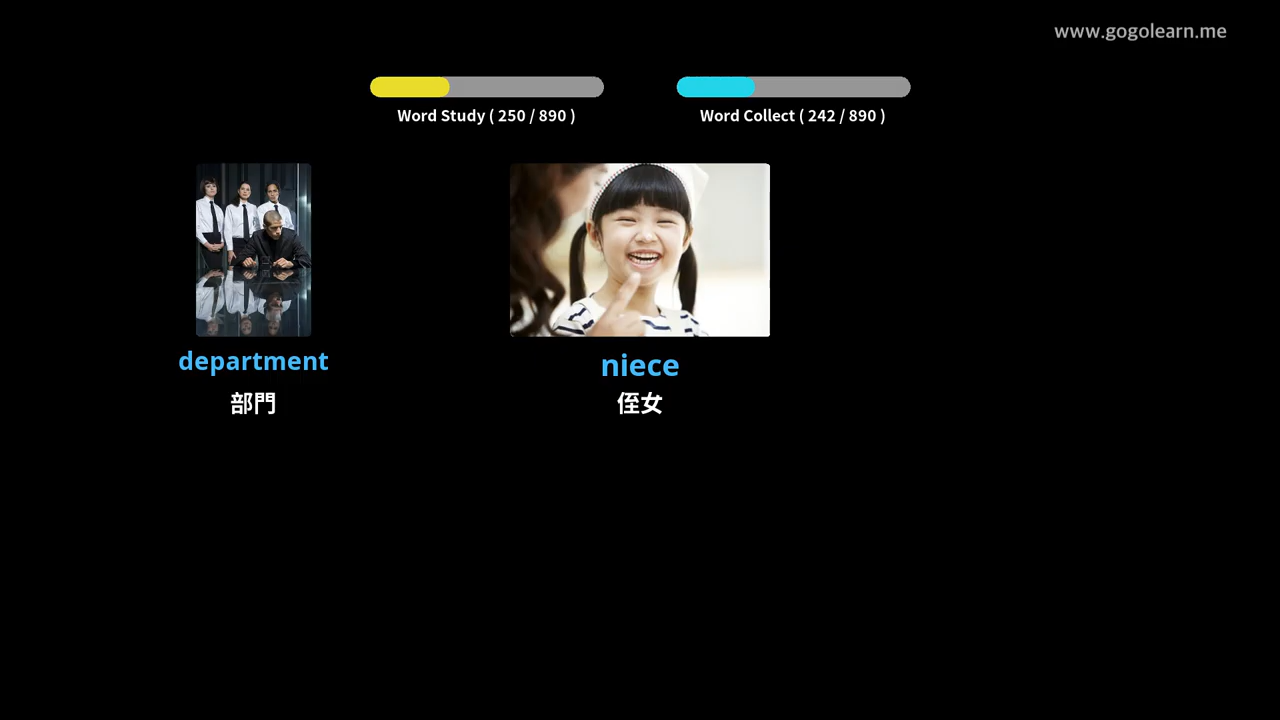 www.gogolearn.me
Word Study ( 250 / 890 )
Word Collect ( 242 / 890 )
department
部門
niece
侄女